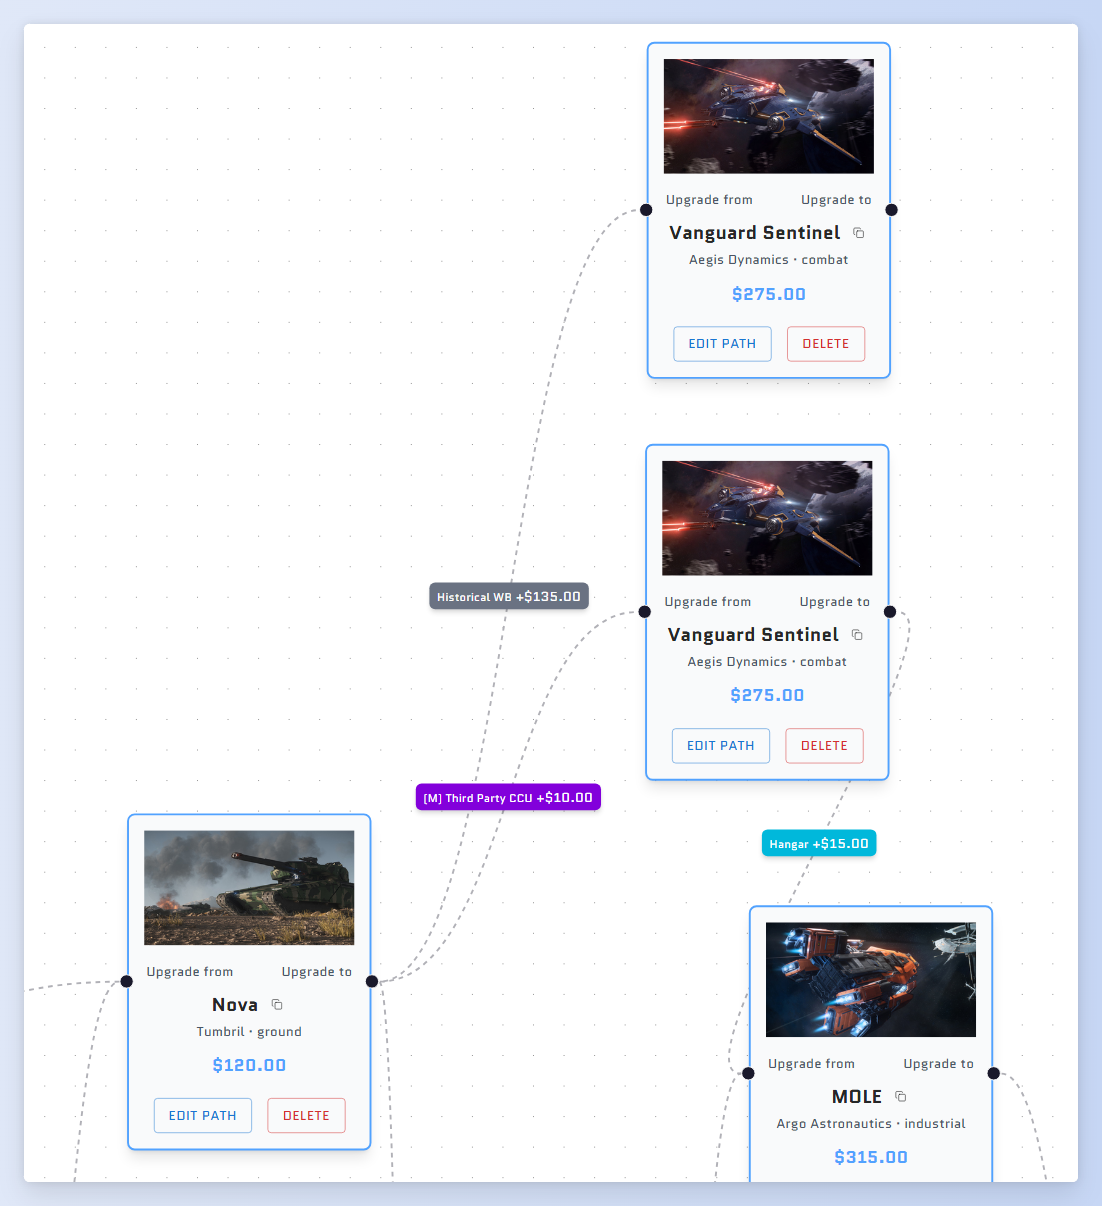 Upgrade from Upgrade to
Vanguard Sentinel
Aegis Dynamics • combat
$275.00
EDIT PATH DELETE
Historical WB +$135.00
Upgrade from Upgrade to
Vanguard Sentinel
Aegis Dynamics • combat
$275.00
EDIT PATH DELETE
[M] Third Party CCU +$10.00
Hangar +$15.00
Upgrade from Upgrade to
Nova
Tumbril • ground
$120.00
EDIT PATH DELETE
Upgrade from Upgrade to
MOLE
Argo Astronautics • industrial
$315.00